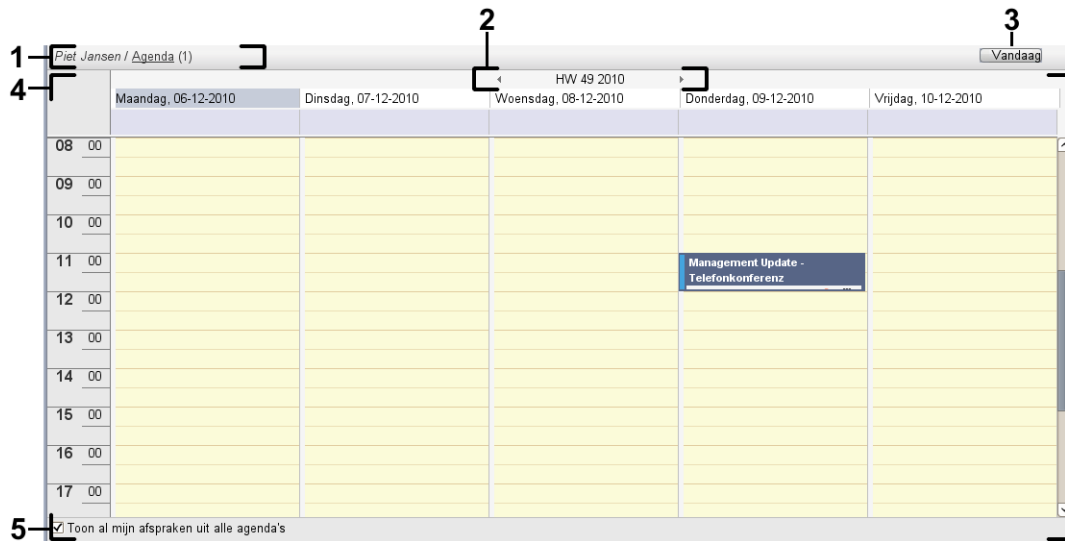 2
3
1
Piet Jansen / Agenda (1)
Vandaag
4
HW 49 2010
Maandag, 06-12-2010
Dinsdag, 07-12-2010
Woensdag, 08-12-2010
Donderdag, 09-12-2010
Vrijdag, 10-12-2010
08 00
09 00
10 00
11 00
Management Update -
Telefonkonferenz
12 00
13 00
14 00
15 00
16 00
17 00
5
Toon al mijn afspraken uit alle agenda's